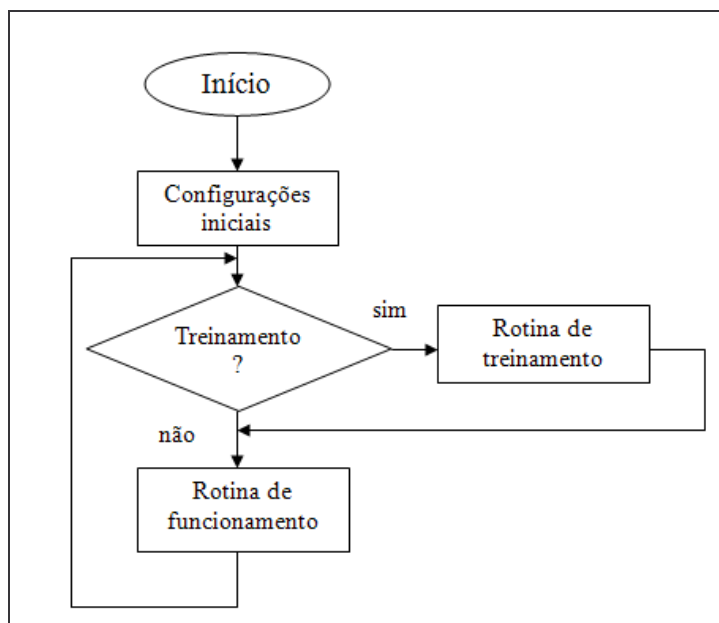 Início
Configurações
iniciais
Treinamento
?
sim
Rotina de
treinamento
não
Rotina de
funcionamento